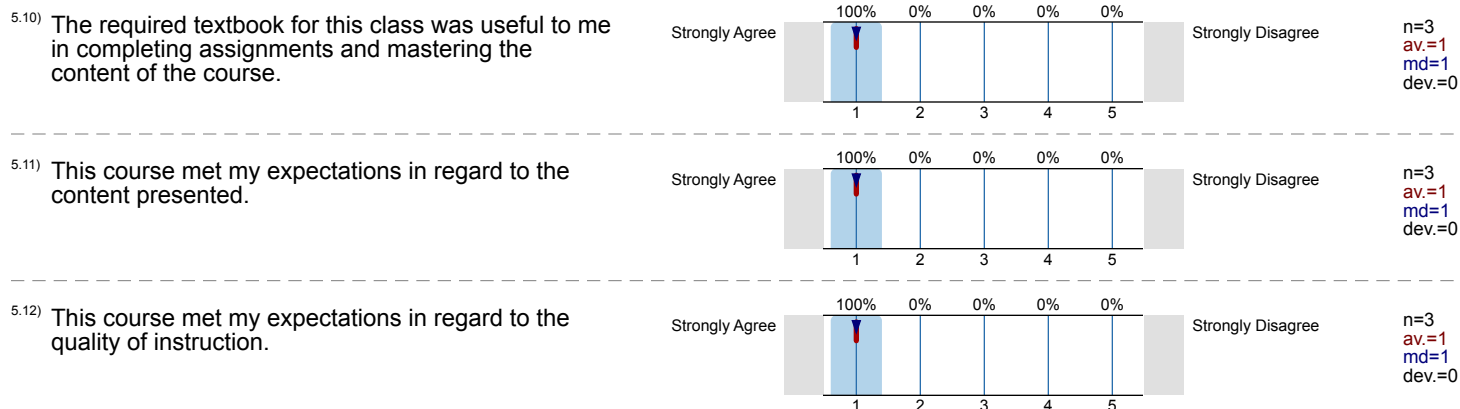 5.10) The required textbook for this class was useful to me
in completing assignments and mastering the
content of the course.
Strongly Agree
100% 0% 0% 0% 0%
1 2 3 4 5
Strongly Disagree
n=3
av.=1
md=1
dev.=0
5.11) This course met my expectations in regard to the
content presented.
Strongly Agree
100% 0% 0% 0% 0%
1 2 3 4 5
Strongly Disagree
n=3
av.=1
md=1
dev.=0
5.12) This course met my expectations in regard to the
quality of instruction.
Strongly Agree
100% 0% 0% 0% 0%
1 2 3 4 5
Strongly Disagree
n=3
av.=1
md=1
dev.=0